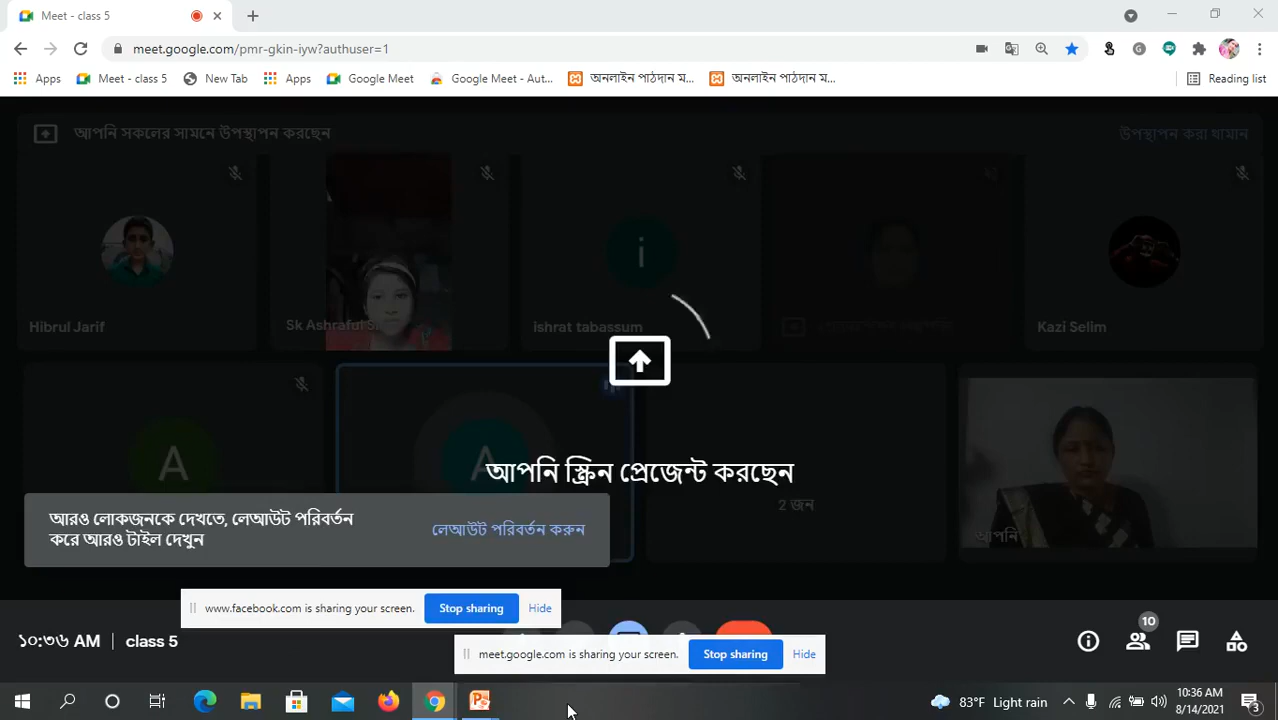 Meet - class 5
meet.google.com/pmr-gkin-iyw?authuser=1
Apps
Meet - class 5
New Tab
Apps
Google Meet
Google Meet - Aut...
অনলাইন পাঠদান ম...
অনলাইন পাঠদান ম...
Reading list
আপনি সকলের সামনে উপস্থাপন করছেন
উপস্থাপন করা থামান
i
Hibrul Jarif
ishrat tabassum
Kazi Selim
A
A
আপনি স্ক্রিন প্রেজেন্ট করছেন
2 জন
আপনি
আরও লোকজনকে দেখতে, লেআউট পরিবর্তন
করে আরও টাইল দেখুন
লেআউট পরিবর্তন করুন
www.facebook.com is sharing your screen.
Stop sharing
Hide
meet.google.com is sharing your screen.
Stop sharing
Hide
১০:৩৬ AM
class 5
10
83°F Light rain
10:36 AM
8/14/2021
3